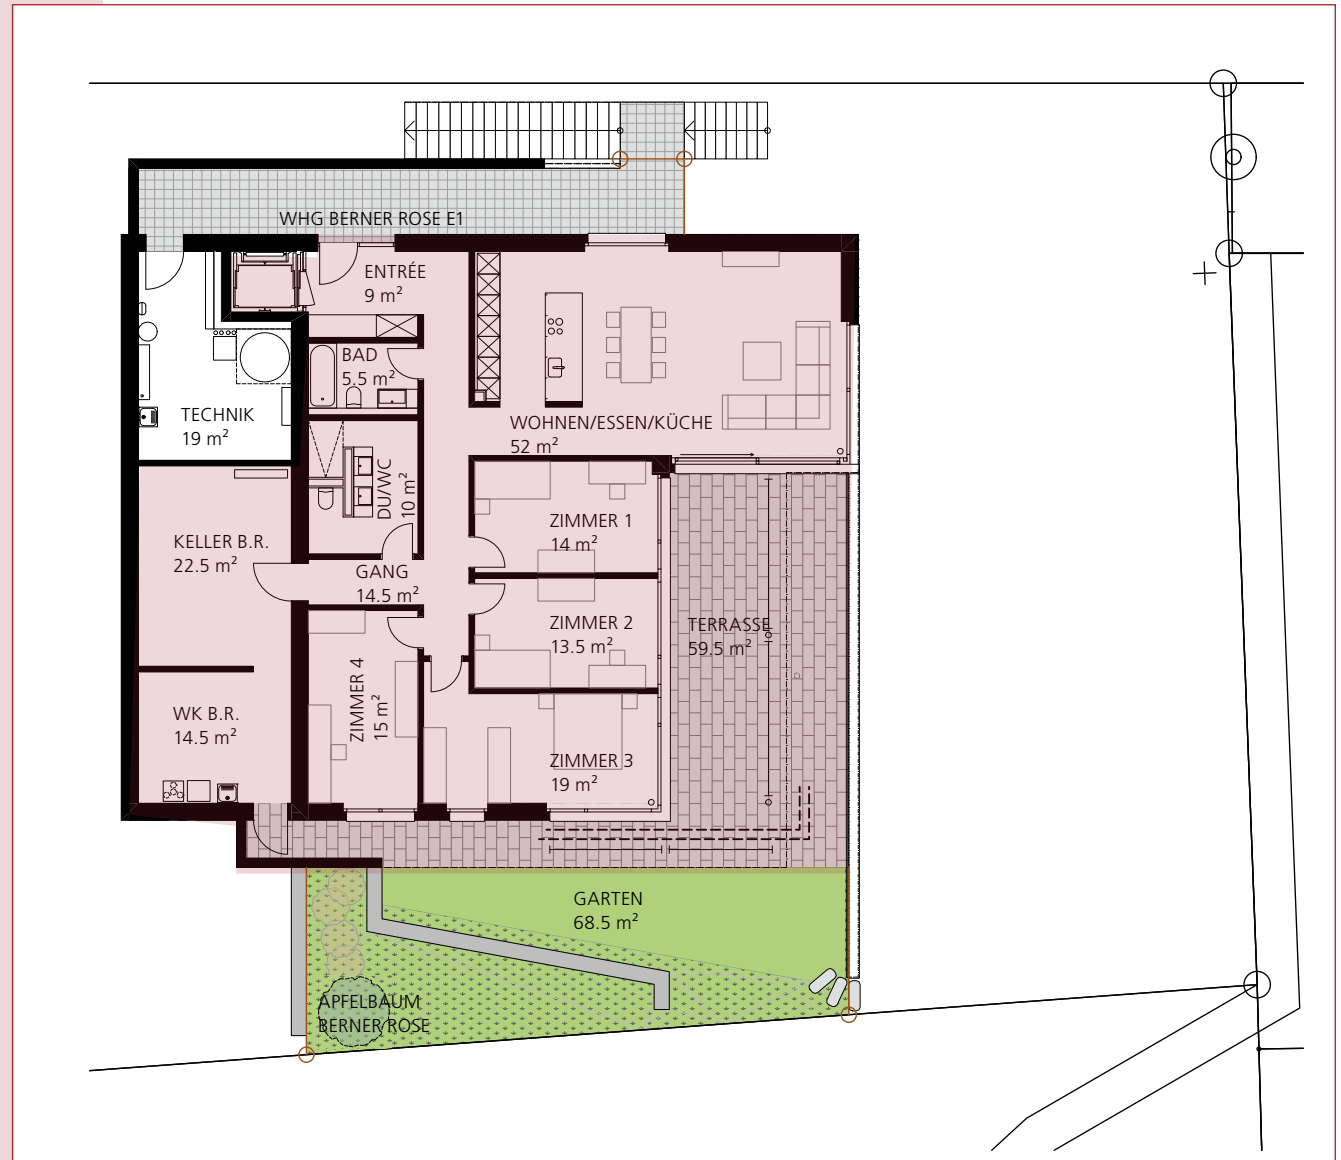 WHG BERNER ROSE E1
ENTRÉE
9 m²
BAD
5.5 m²
TECHNIK
19 m²
WOHNEN/ESSEN/KÜCHE
52 m²
DU/WC
10 m²
KELLER B.R.
22.5 m²
ZIMMER 1
14 m²
GANG
14.5 m²
ZIMMER 2
13.5 m²
TERRASSE
59.5 m²
ZIMMER 4
15 m²
WK B.R.
14.5 m²
ZIMMER 3
19 m²
GARTEN
68.5 m²
APFELBAUM
BERNER ROSE